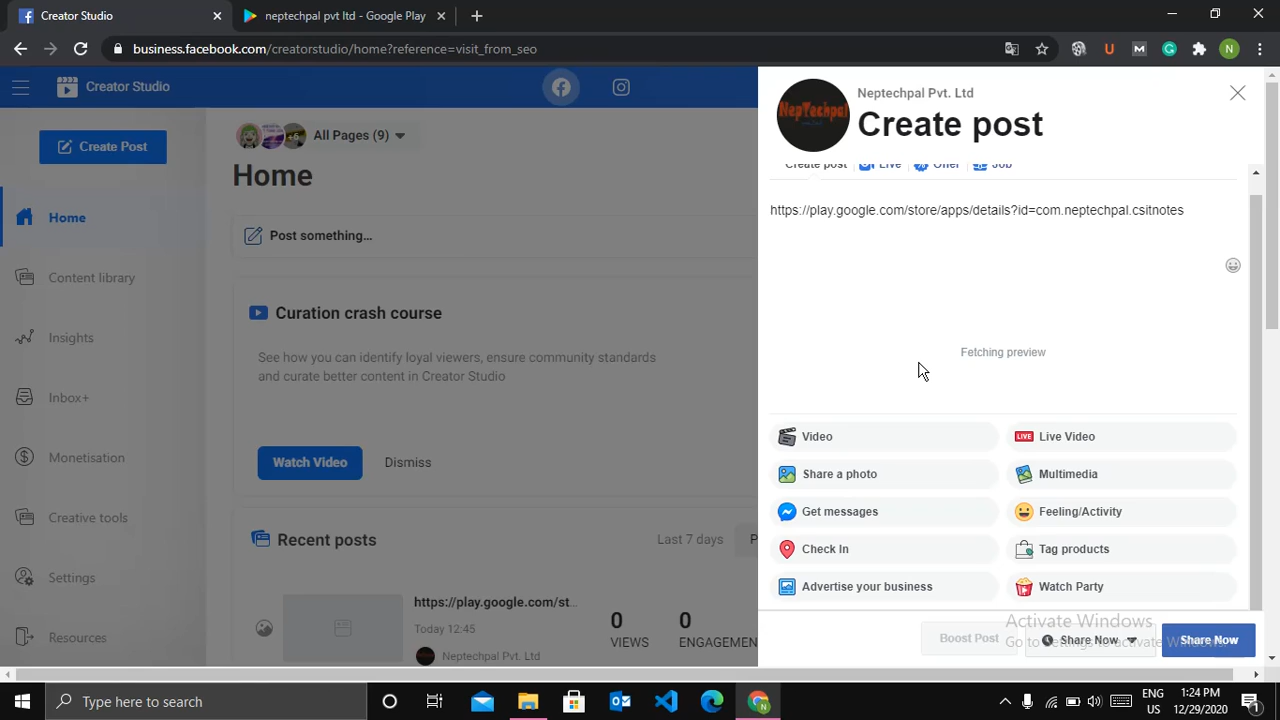 Facebook
neptechpal pvt ltd - Google Play
business.facebook.com/creatorstudio/home?reference=visit_from_seo
Creator Studio
Create Post
Home
Content library
Insights
Inbox+
Monetisation
Creative tools
Settings
Resources
All Pages (9)
Home
Post something...
Curation crash course
See how you can identify loyal viewers, ensure community standards
and curate better content in Creator Studio
Watch Video
Dismiss
Recent posts
Last 7 days
P
https://play.google.com/st...
Today 12:45
Neptechpal Pvt. Ltd
0
VIEWS
0
ENGAGEMEN
NepTechpal
Neptechpal Pvt. Ltd
Create post
Create post
Live
Offer
Job
https://play.google.com/store/apps/details?id=com.neptechpal.csitnotes
Fetching preview
Video
LIVE Live Video
Share a photo
Multimedia
Get messages
Feeling/Activity
Check In
Tag products
Advertise your business
Watch Party
Activate Windows
Go to Settings to activate Windows.
Boost Post
Share Now
Share Now
Type here to search
ENG
US
1:24 PM
12/29/2020